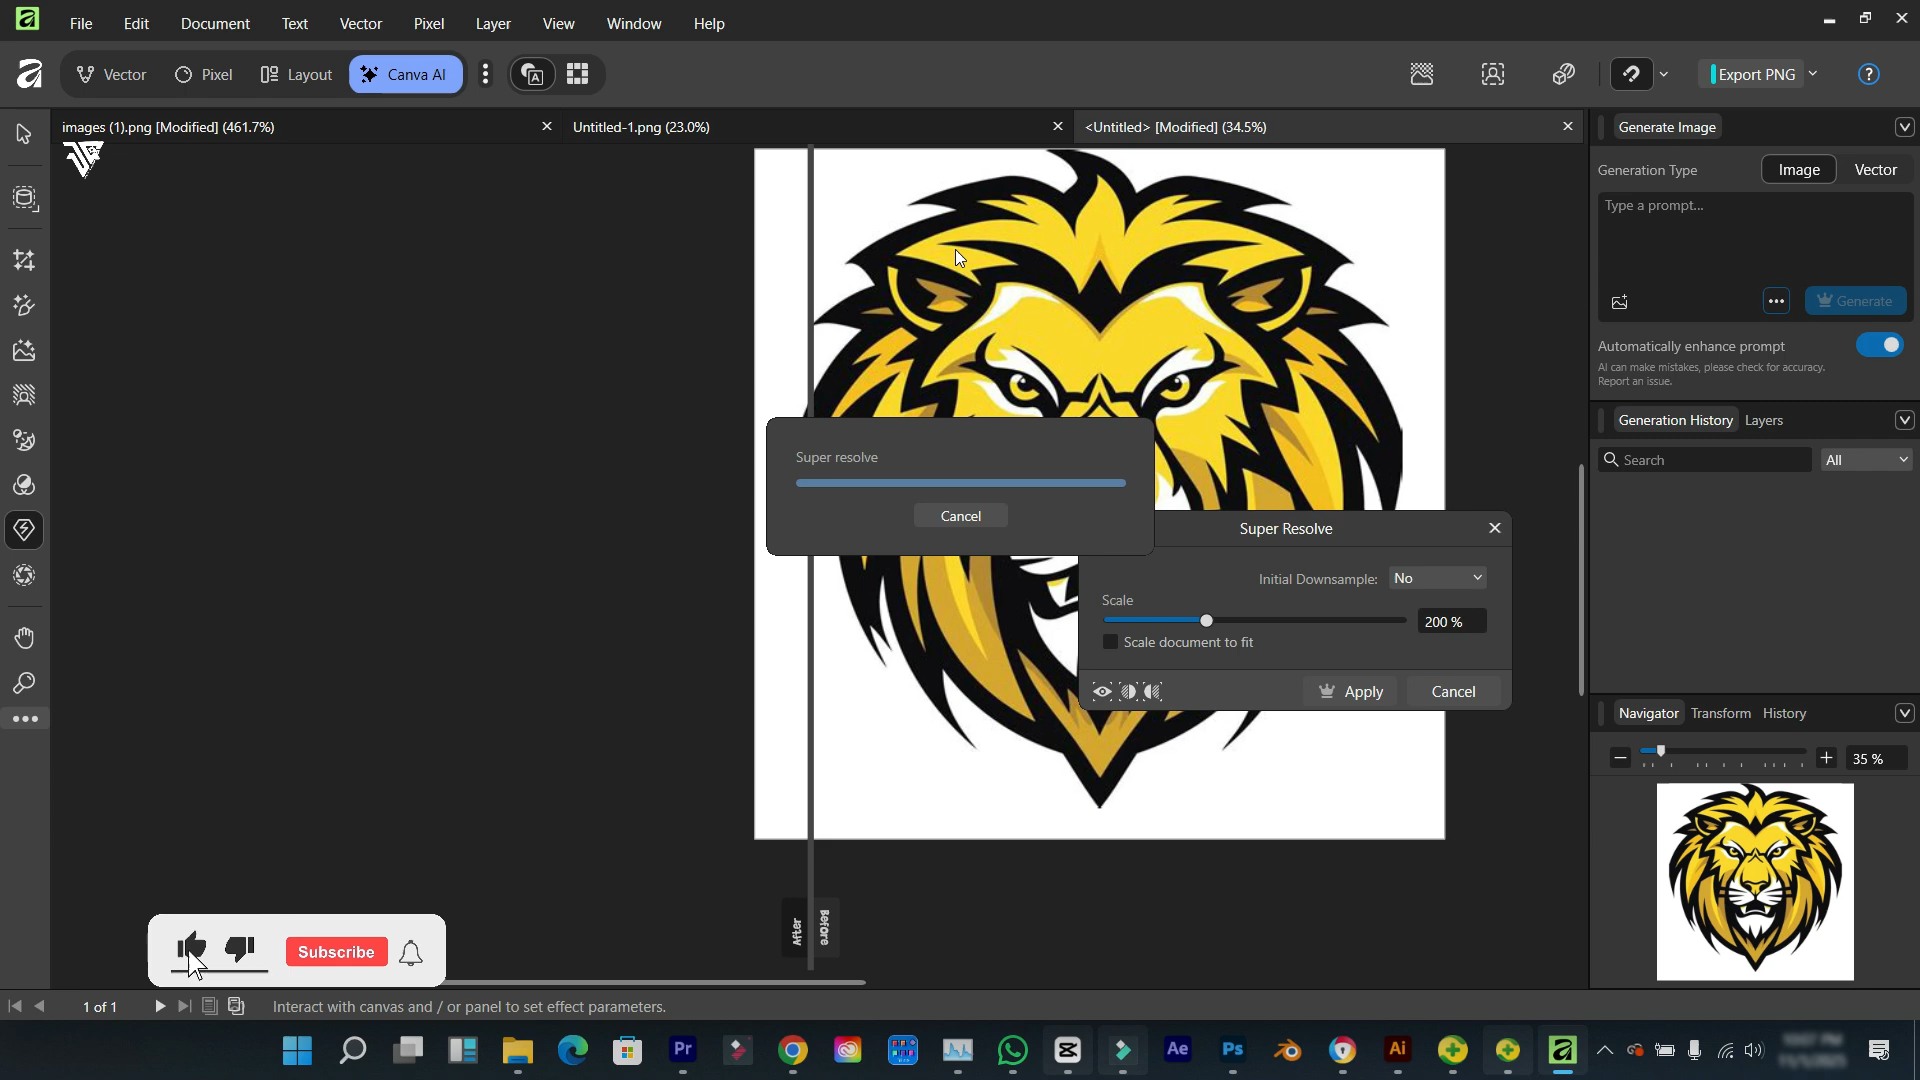 File Edit Document Text Vector Pixel Layer View Window Help
Vector Pixel Layout Canva AI Export PNG
images (1).png [Modified] (461.7%) Untitled-1.png (23.0%) <Untitled> [Modified] (34.5%)
Generate Image
Generation Type Image Vector
Type a prompt...
Generate
Automatically enhance prompt
AI can make mistakes, please check for accuracy.
Report an issue.
Generation History Layers
Search All
Super resolve
Cancel
Super Resolve
Initial Downsample: No
Scale
200 %
Scale document to fit
Apply Cancel
Navigator Transform History
35 %
After Before
Subscribe
1 of 1 Interact with canvas and / or panel to set effect parameters.
Pr Ae Ps Ai